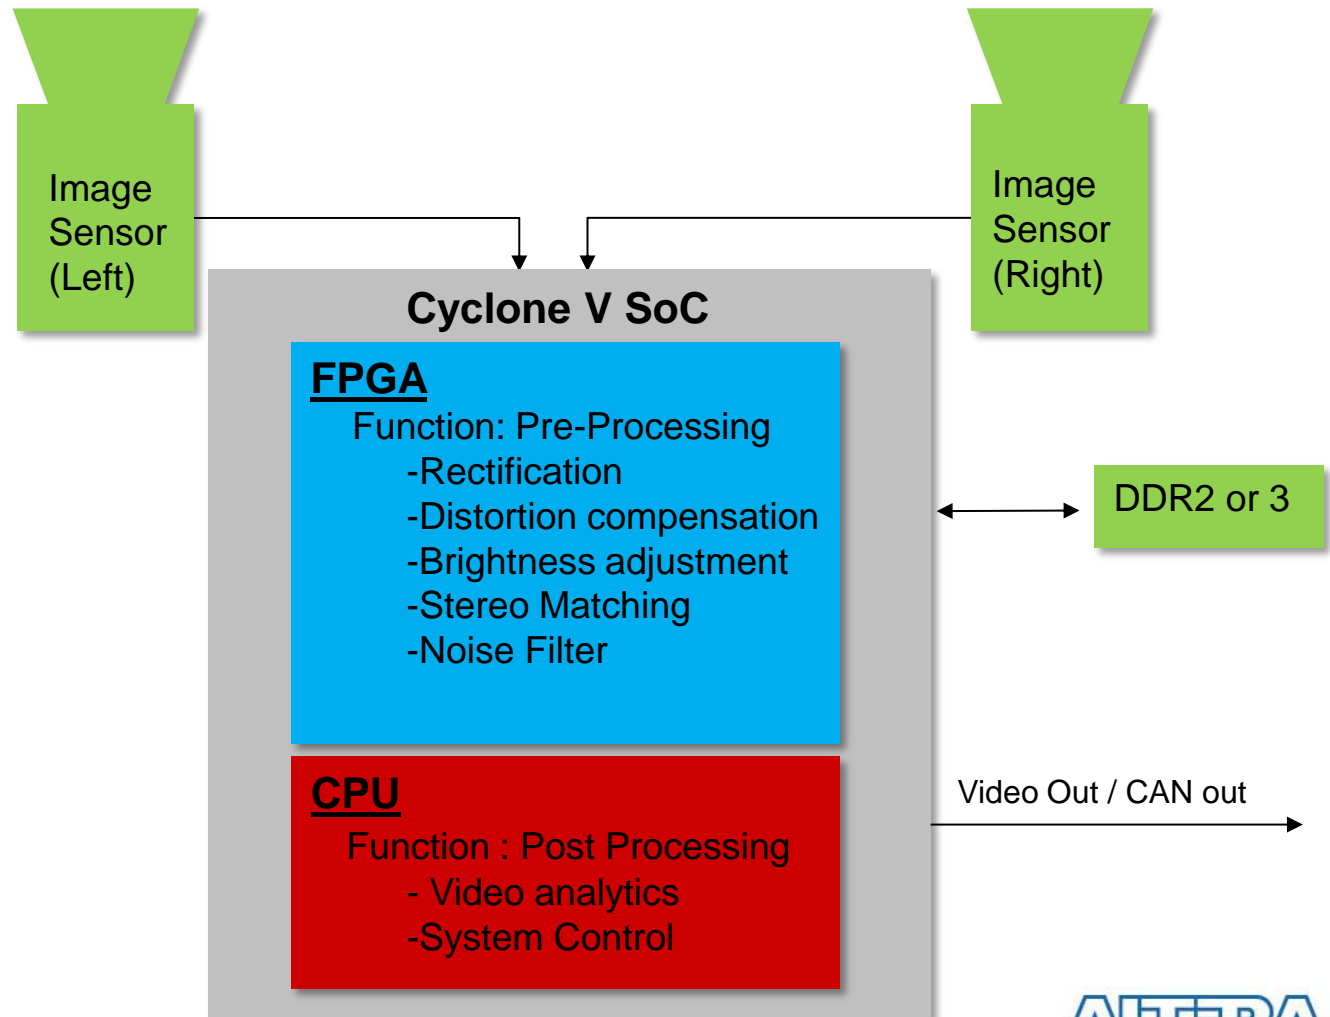 Image
Sensor
(Left)
Image
Sensor
(Right)
Cyclone V SoC
FPGA
Function: Pre-Processing
-Rectification
-Distortion compensation
-Brightness adjustment
-Stereo Matching
-Noise Filter
DDR2 or 3
CPU
Function : Post Processing
- Video analytics
-System Control
Video Out / CAN out
ALTERA